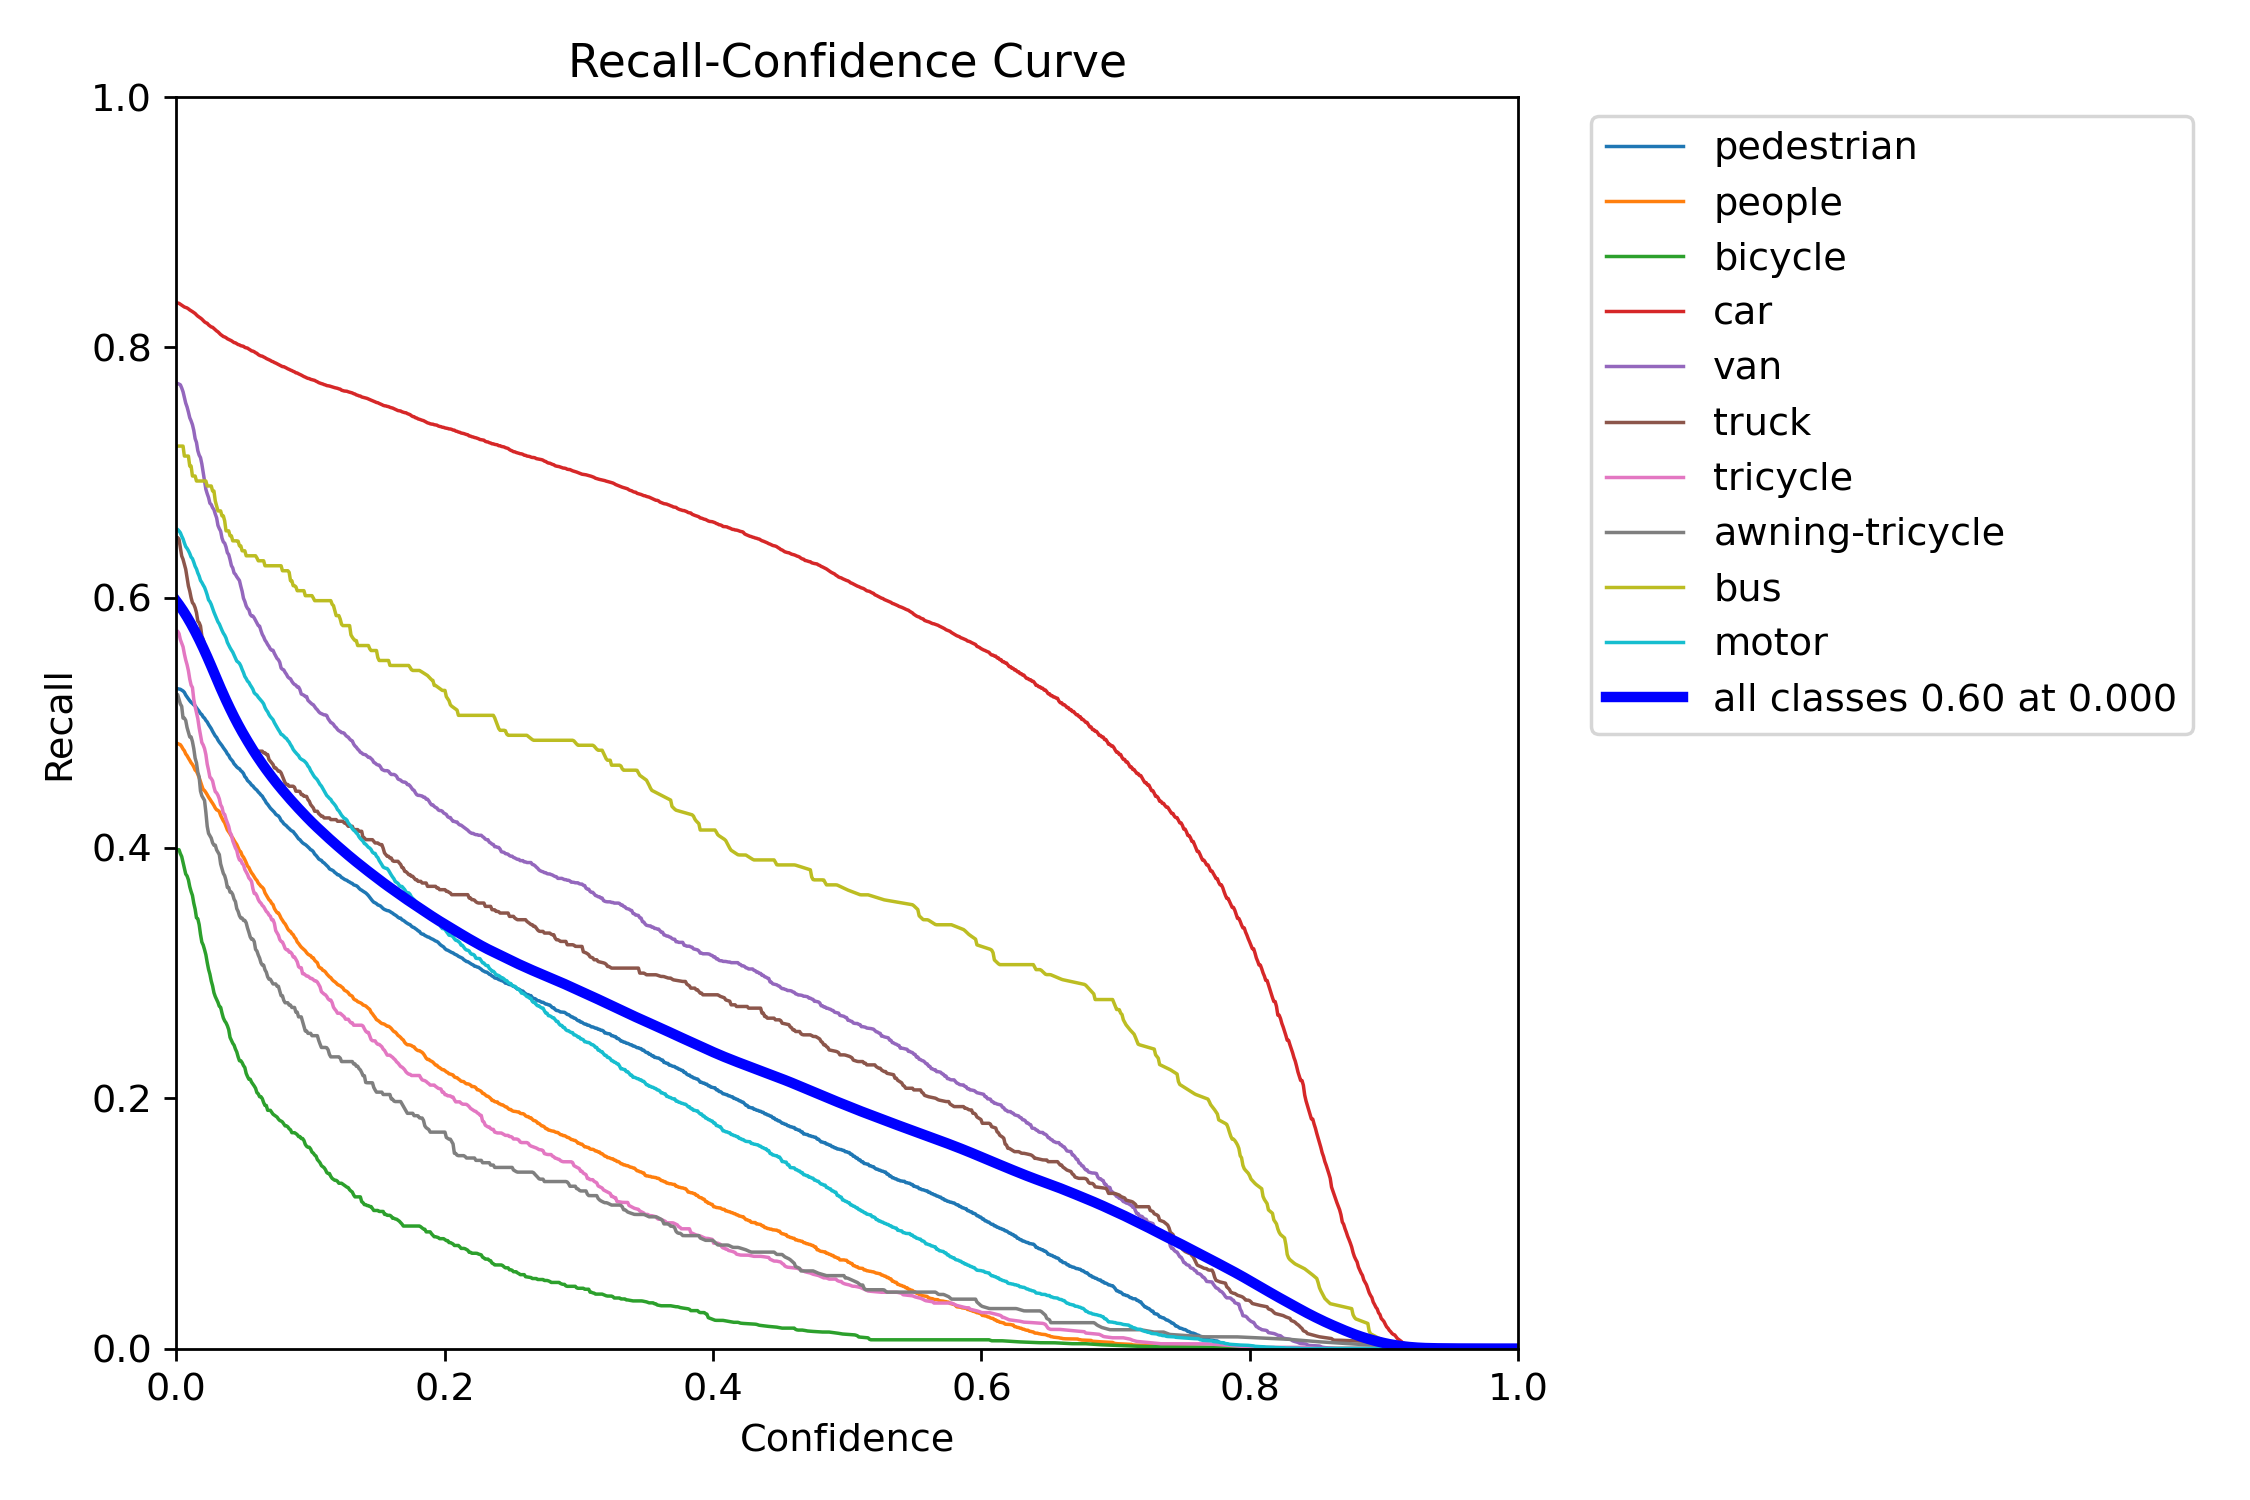 Recall-Confidence Curve
1.0
0.8
0.6
0.4
0.2
0.0
Recall
0.0 0.2 0.4 0.6 0.8 1.0
Confidence
pedestrian
people
bicycle
car
van
truck
tricycle
awning-tricycle
bus
motor
all classes 0.60 at 0.000